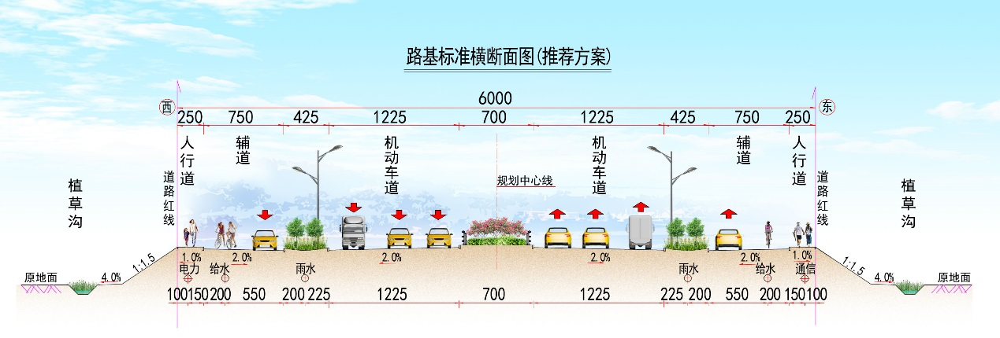 路基标准横断面图(推荐方案)
西
6000
东
250 750 425 1225 700 1225 425 750 250
人行道
辅道
机动车道
机动车道
辅道
人行道
道路红线
规划中心线
道路红线
植草沟
植草沟
1.0% 2.0% 2.0% 2.0% 2.0% 1.0%
1:1.5
1:1.5
电力 给水 雨水 雨水 给水 通信
原地面 4.0% 4.0% 原地面
100 150 200 550 200 225 1225 700 1225 225 200 550 200 150 100